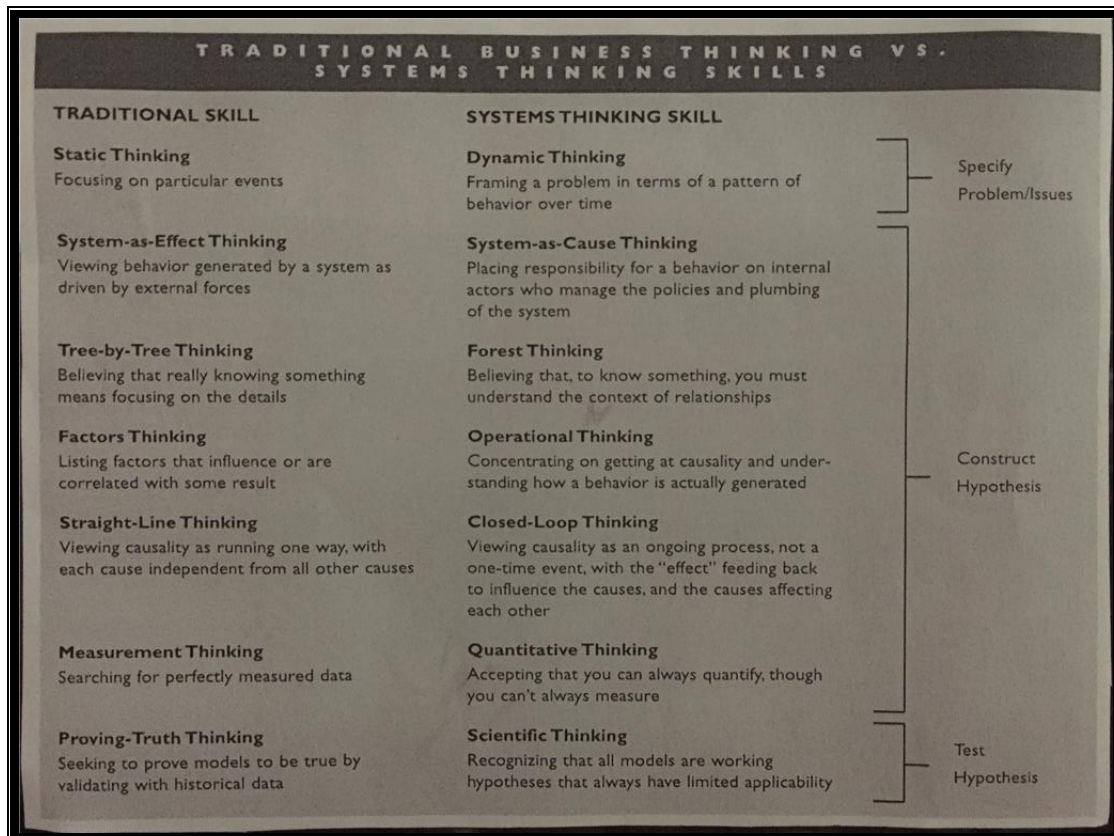 TRADITIONAL BUSINESS THINKING VS.
SYSTEMS THINKING SKILLS
TRADITIONAL SKILL
SYSTEMS THINKING SKILL
Static Thinking
Focusing on particular events
Dynamic Thinking
Framing a problem in terms of a pattern of
behavior over time
Specify
Problem/Issues
System-as-Effect Thinking
Viewing behavior generated by a system as
driven by external forces
System-as-Cause Thinking
Placing responsibility for a behavior on internal
actors who manage the policies and plumbing
of the system
Tree-by-Tree Thinking
Believing that really knowing something
means focusing on the details
Forest Thinking
Believing that, to know something, you must
understand the context of relationships
Factors Thinking
Listing factors that influence or are
correlated with some result
Operational Thinking
Concentrating on getting at causality and under-
standing how a behavior is actually generated
Construct
Hypothesis
Straight-Line Thinking
Viewing causality as running one way, with
each cause independent from all other causes
Closed-Loop Thinking
Viewing causality as an ongoing process, not a
one-time event, with the “effect” feeding back
to influence the causes, and the causes affecting
each other
Measurement Thinking
Searching for perfectly measured data
Quantitative Thinking
Accepting that you can always quantify, though
you can't always measure
Proving-Truth Thinking
Seeking to prove models to be true by
validating with historical data
Scientific Thinking
Recognizing that all models are working
hypotheses that always have limited applicability
Test
Hypothesis